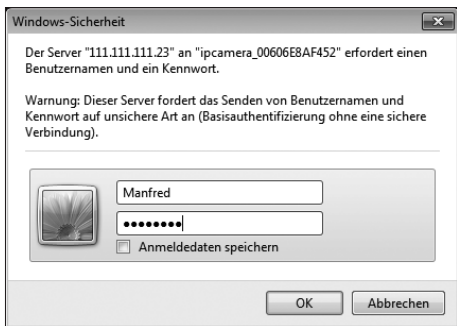 Windows-Sicherheit
Der Server "111.111.111.23" an "ipcamera_00606E8AF452" erfordert einen
Benutzernamen und ein Kennwort.
Warnung: Dieser Server fordert das Senden von Benutzernamen und
Kennwort auf unsichere Art an (Basisauthentifizierung ohne eine sichere
Verbindung).
Manfred
●●●●●●●●
Anmeldedaten speichern
OK Abbrechen